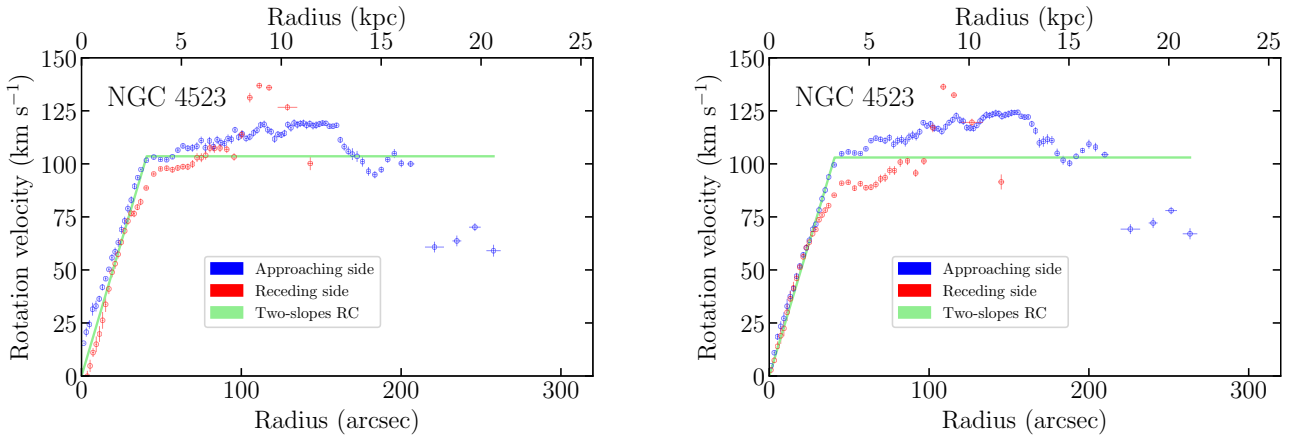 Radius (kpc)
0 5 10 15 20 25
150
125
100
75
50
25
0
Rotation velocity (km s⁻¹)
NGC 4523
Approaching side
Receding side
Two-slopes RC
0 100 200 300
Radius (arcsec)
Radius (kpc)
0 5 10 15 20 25
150
125
100
75
50
25
0
Rotation velocity (km s⁻¹)
NGC 4523
Approaching side
Receding side
Two-slopes RC
0 100 200 300
Radius (arcsec)